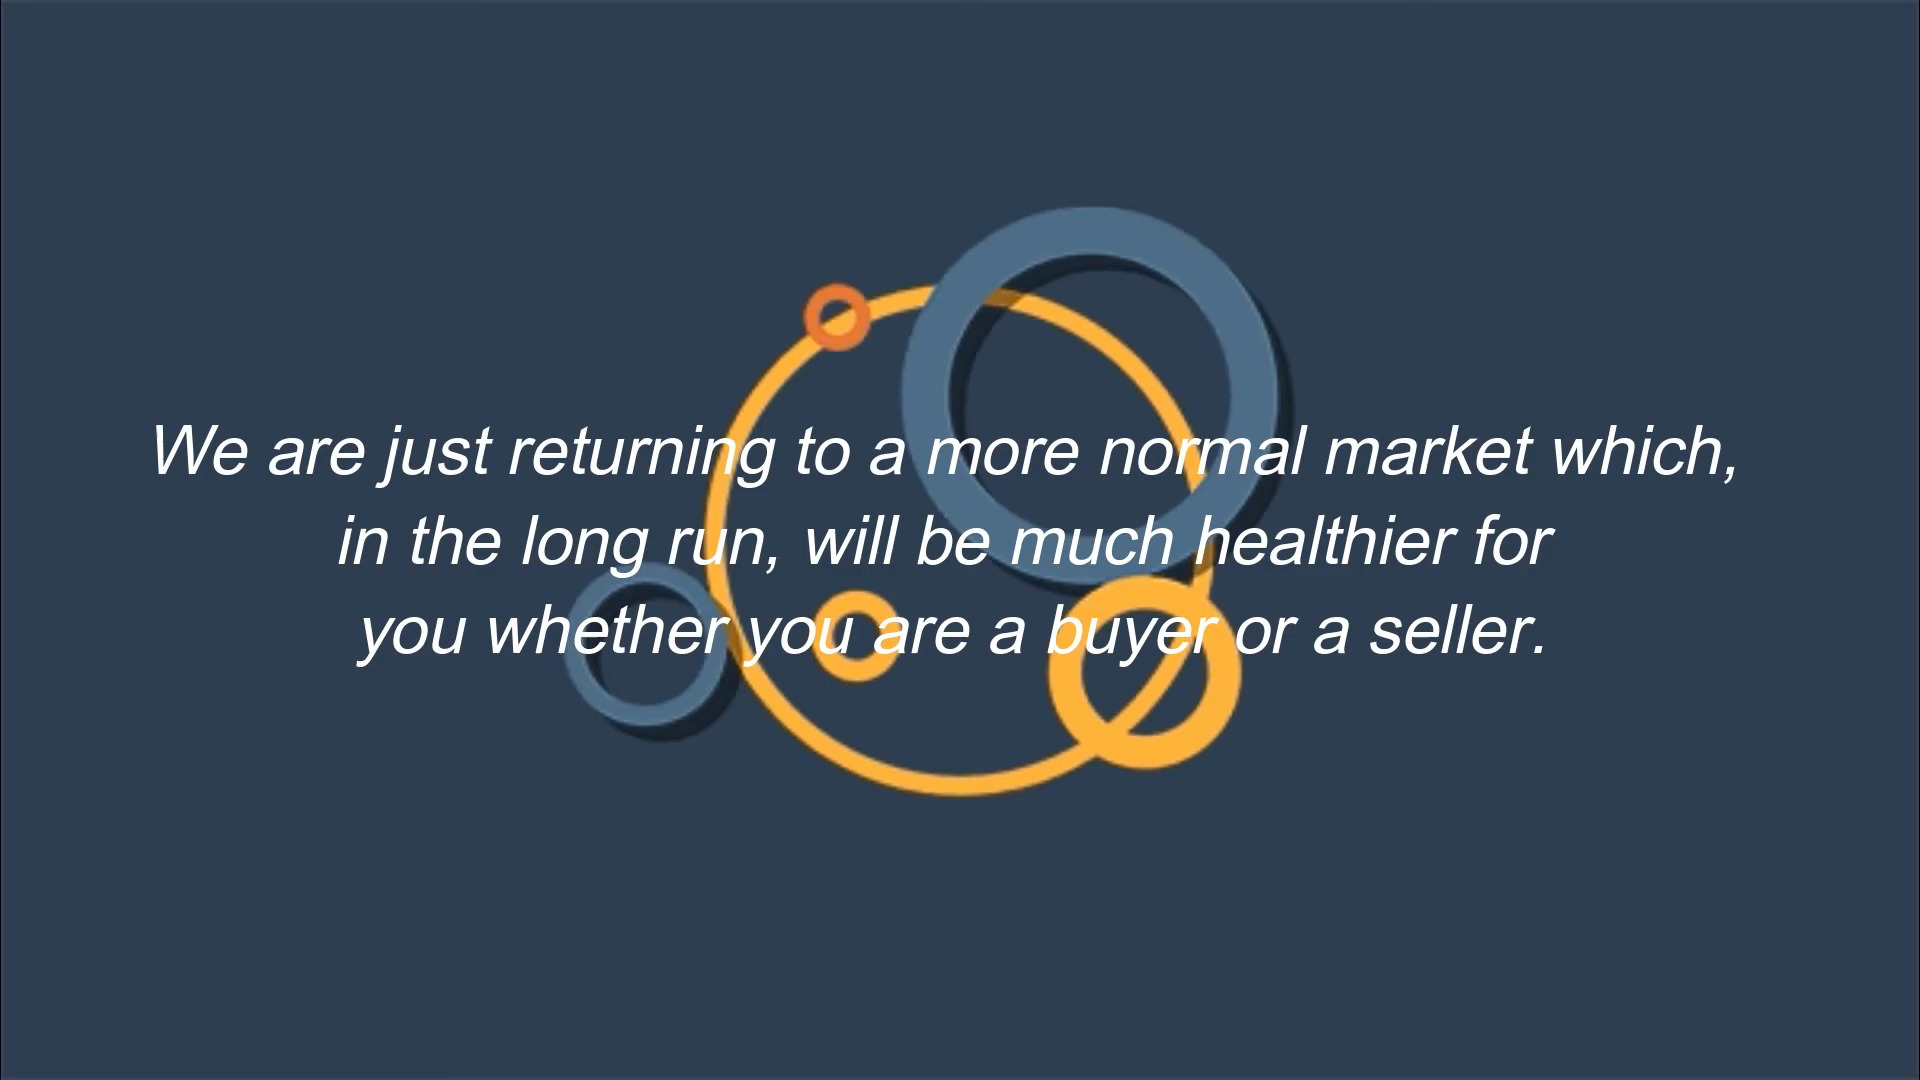 We are just returning to a more normal market which,
in the long run, will be much healthier for
you whether you are a buyer or a seller.